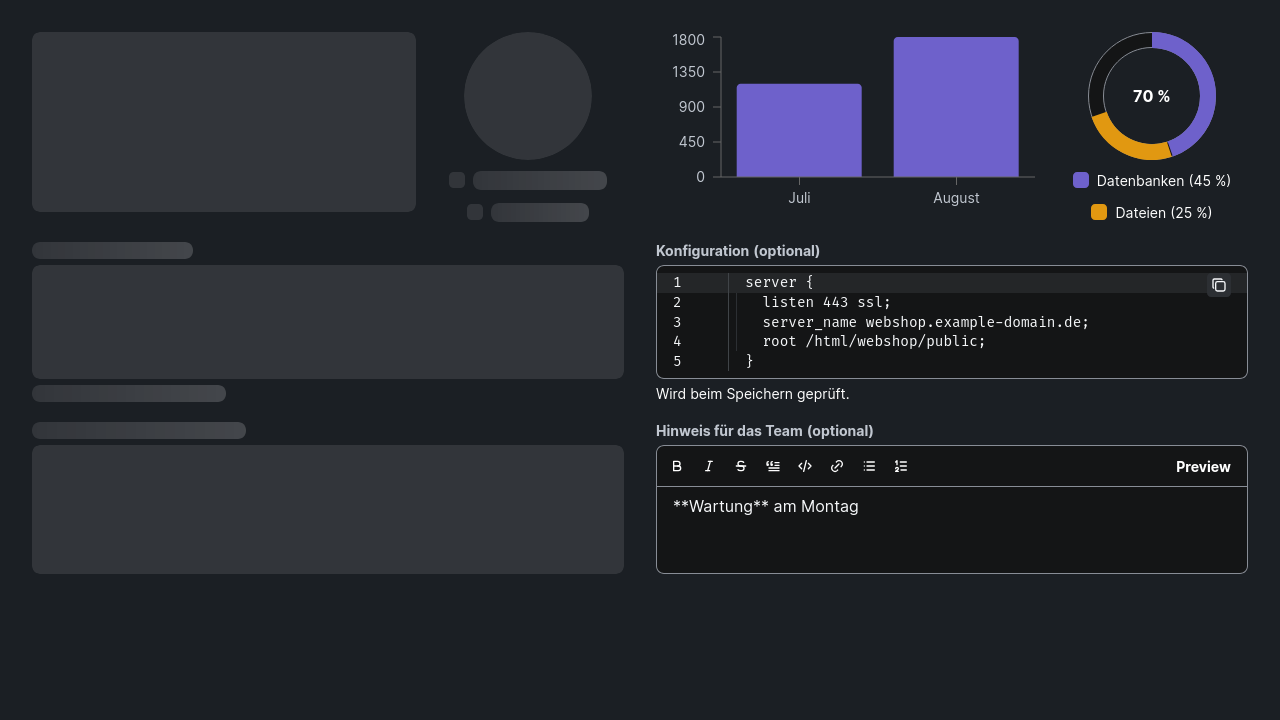 1800
1350
900
450
0
Juli
August
70 %
Datenbanken (45 %)
Dateien (25 %)
Konfiguration (optional)
1 server {
2 listen 443 ssl;
3 server_name webshop.example-domain.de;
4 root /html/webshop/public;
5 }
Wird beim Speichern geprüft.
Hinweis für das Team (optional)
Preview
**Wartung** am Montag